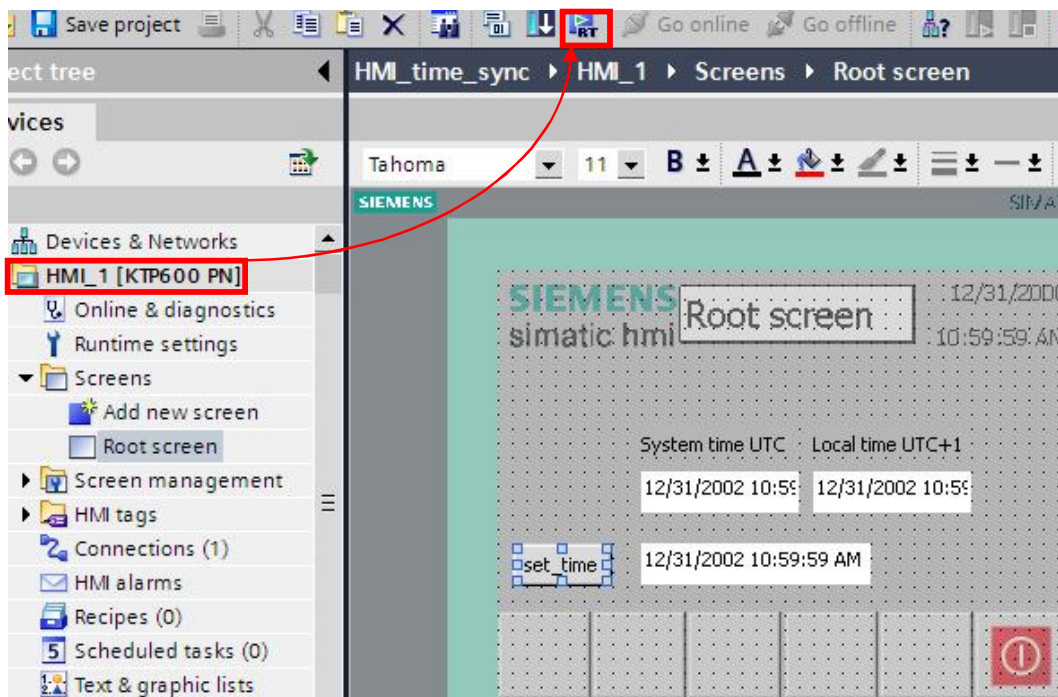 Save project Go online Go offline
ect tree
HMI_time_sync HMI_1 Screens Root screen
vices
Tahoma 11 B A
SIEMENS
Devices & Networks
HMI_1 [KTP600 PN]
Online & diagnostics
Runtime settings
Screens
Add new screen
Root screen
Screen management
HMI tags
Connections (1)
HMI alarms
Recipes (0)
Scheduled tasks (0)
Text & graphic lists
SIEMENS
simatic hmi
Root screen
12/31/2000
10:59:59 AM
System time UTC Local time UTC+1
12/31/2002 10:59 12/31/2002 10:59
set_time 12/31/2002 10:59:59 AM